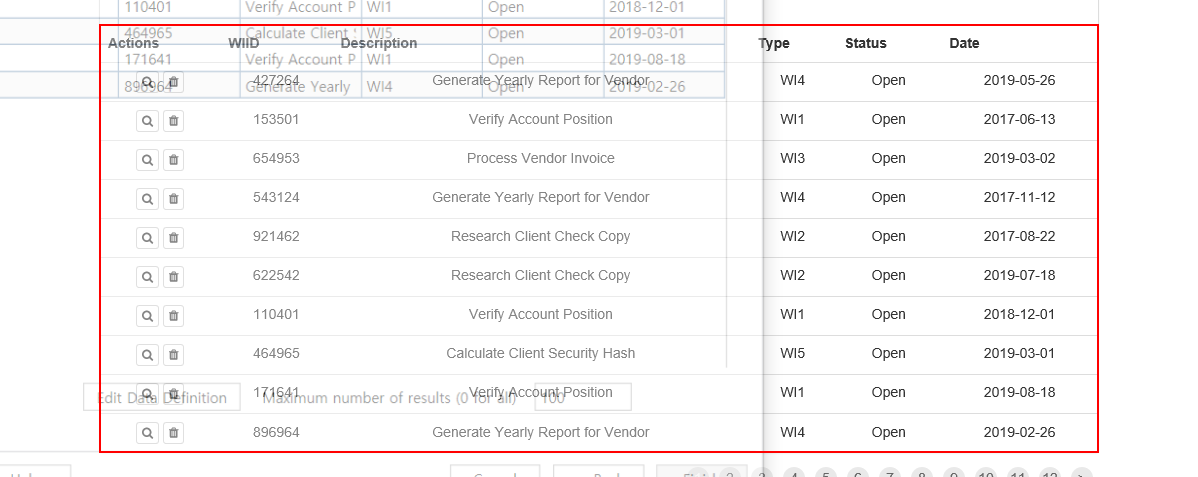 110401 Verify Account P WI1 Open 2018-12-01
464965 Calculate Client WI5 Open 2019-03-01
Actions WIID Description Type Status Date
171641 Verify Account P WI1 Open 2019-08-18
427264 Generate Yearly Report for Vendor WI4 Open 2019-05-26
896964 Generate Yearly WI4 Open 2019-02-26
153501 Verify Account Position WI1 Open 2017-06-13
654953 Process Vendor Invoice WI3 Open 2019-03-02
543124 Generate Yearly Report for Vendor WI4 Open 2017-11-12
921462 Research Client Check Copy WI2 Open 2017-08-22
622542 Research Client Check Copy WI2 Open 2019-07-18
110401 Verify Account Position WI1 Open 2018-12-01
464965 Calculate Client Security Hash WI5 Open 2019-03-01
171641 Verify Account Position WI1 Open 2019-08-18
Edit Data Definition Maximum number of results (0 for all) 100
896964 Generate Yearly Report for Vendor WI4 Open 2019-02-26
2 3 4 5 6 7 8 9 10 11 12 >